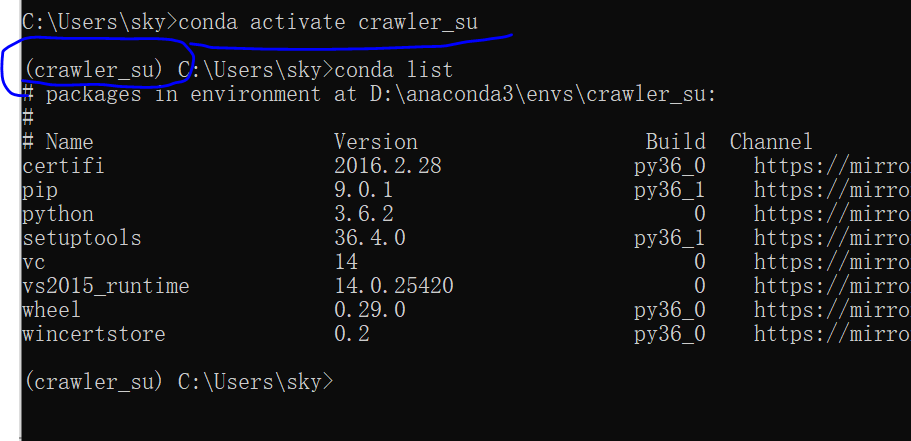 C:\Users\sky>conda activate crawler_su
(crawler_su) C:\Users\sky>conda list
# packages in environment at D:\anaconda3\envs\crawler_su:
#
# Name Version Build Channel
certifi 2016.2.28 py36_0 https://mirro
pip 9.0.1 py36_1 https://mirro
python 3.6.2 0 https://mirro
setuptools 36.4.0 py36_1 https://mirro
vc 14 0 https://mirro
vs2015_runtime 14.0.25420 0 https://mirro
wheel 0.29.0 py36_0 https://mirro
wincertstore 0.2 py36_0 https://mirro
(crawler_su) C:\Users\sky>